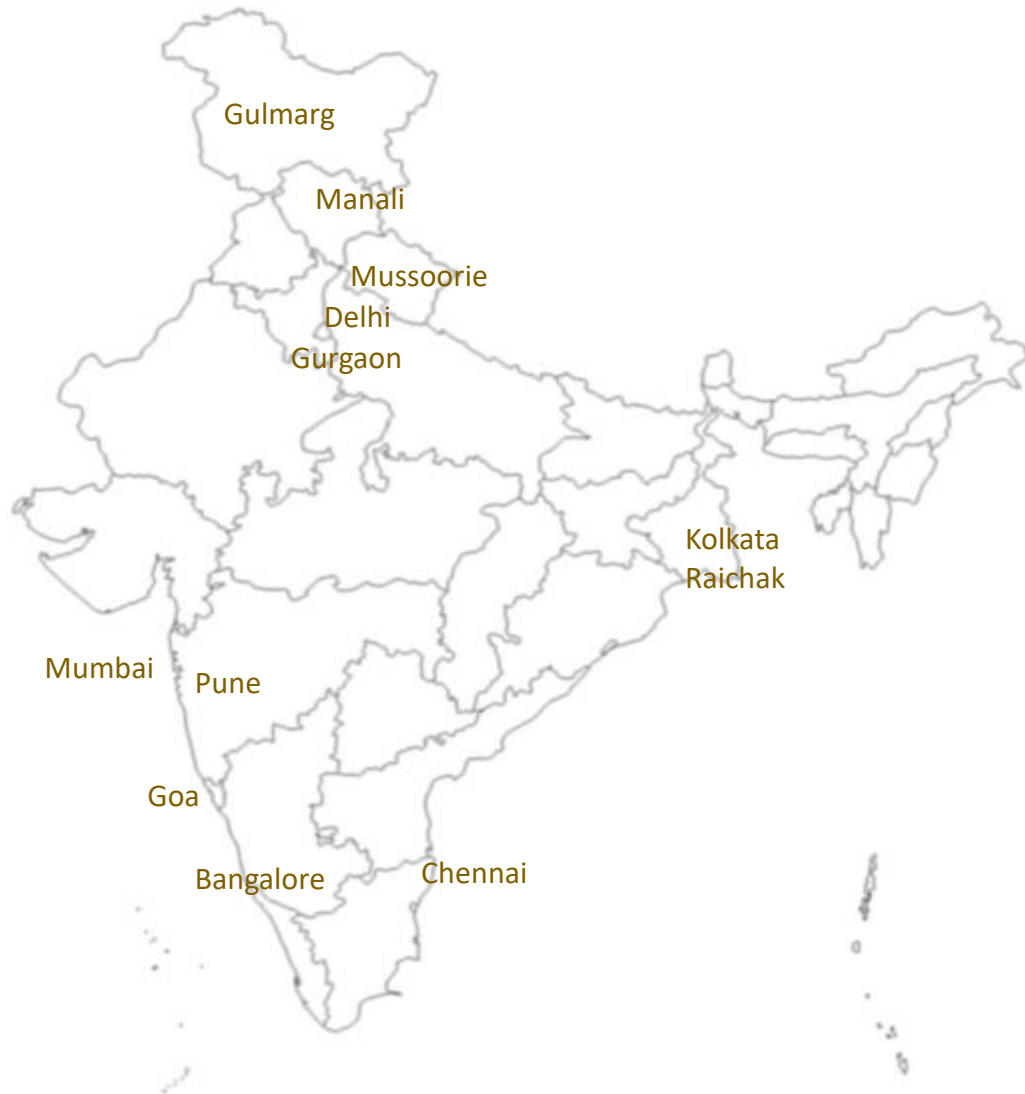 Gulmarg
Manali
Mussoorie
Delhi
Gurgaon
Kolkata
Raichak
Mumbai
Pune
Goa
Bangalore
Chennai